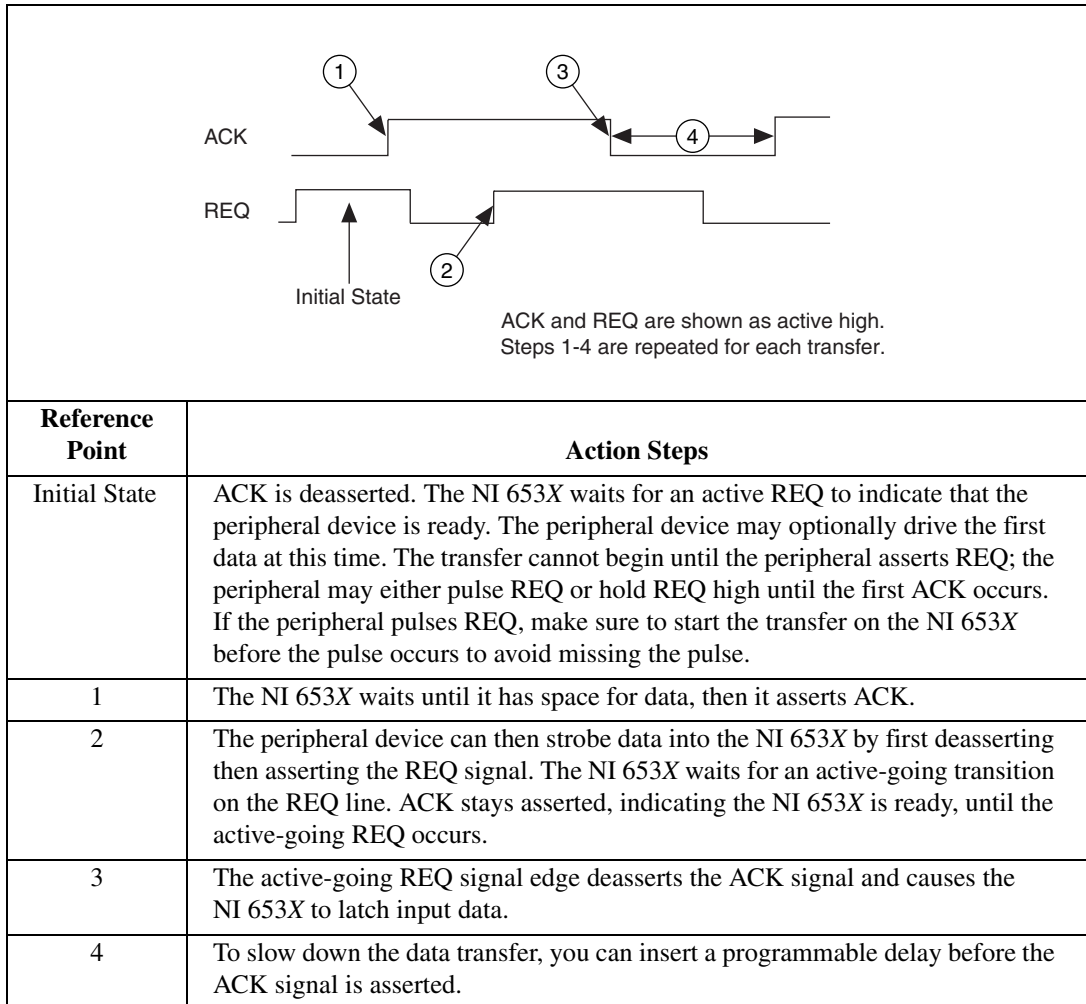 1
3
ACK
4
REQ
2
Initial State
ACK and REQ are shown as active high.
Steps 1-4 are repeated for each transfer.
Reference
Point
Action Steps
Initial State
ACK is deasserted. The NI 653X waits for an active REQ to indicate that the
peripheral device is ready. The peripheral device may optionally drive the first
data at this time. The transfer cannot begin until the peripheral asserts REQ; the
peripheral may either pulse REQ or hold REQ high until the first ACK occurs.
If the peripheral pulses REQ, make sure to start the transfer on the NI 653X
before the pulse occurs to avoid missing the pulse.
1
The NI 653X waits until it has space for data, then it asserts ACK.
2
The peripheral device can then strobe data into the NI 653X by first deasserting
then asserting the REQ signal. The NI 653X waits for an active-going transition
on the REQ line. ACK stays asserted, indicating the NI 653X is ready, until the
active-going REQ occurs.
3
The active-going REQ signal edge deasserts the ACK signal and causes the
NI 653X to latch input data.
4
To slow down the data transfer, you can insert a programmable delay before the
ACK signal is asserted.